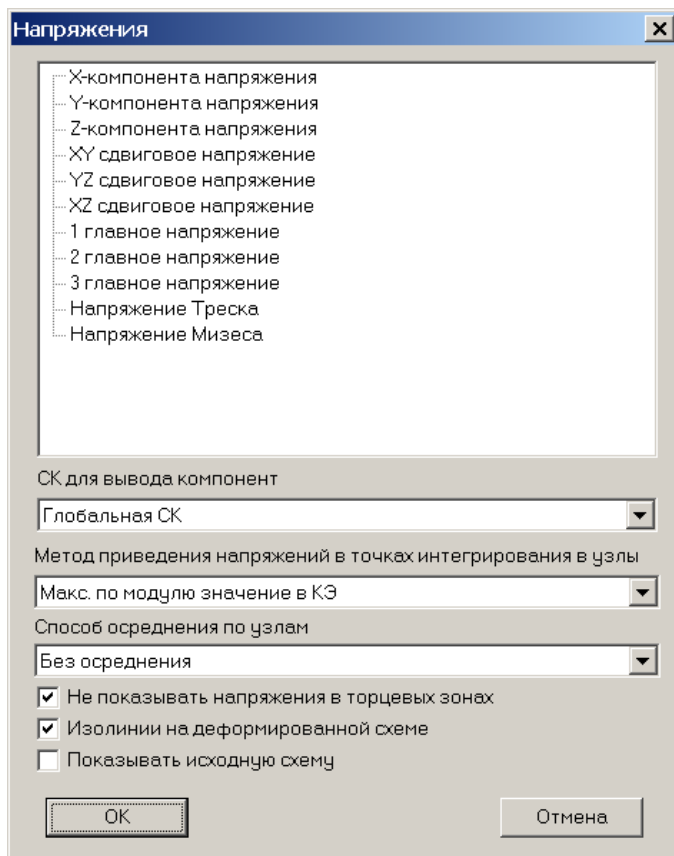 Напряжения
X-компонента напряжения
Y-компонента напряжения
Z-компонента напряжения
XY сдвиговое напряжение
YZ сдвиговое напряжение
XZ сдвиговое напряжение
1 главное напряжение
2 главное напряжение
3 главное напряжение
Напряжение Треска
Напряжение Мизеса
СК для вывода компонент
Глобальная СК
Метод приведения напряжений в точках интегрирования в узлы
Макс. по модулю значение в КЭ
Способ осреднения по узлам
Без осреднения
Не показывать напряжения в торцевых зонах
Изолинии на деформированной схеме
Показывать исходную схему
OK Отмена